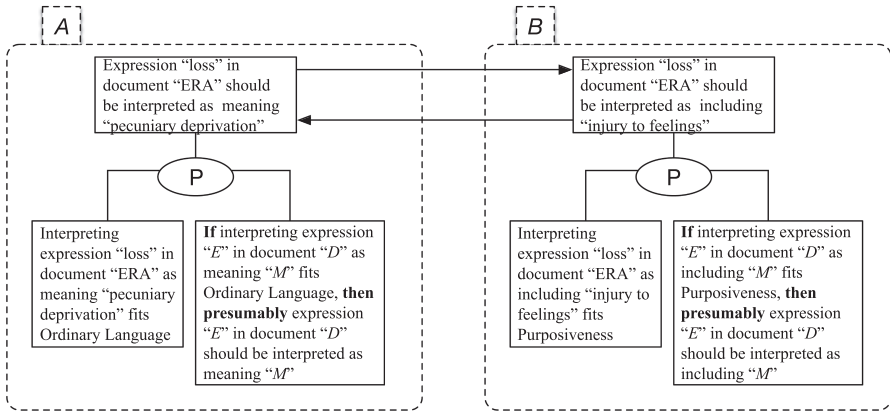 A
B
Expression “loss” in
document “ERA” should
be interpreted as meaning
“pecuniary deprivation”
Expression “loss” in
document “ERA” should
be interpreted as including
“injury to feelings”
P
P
Interpreting
expression “loss” in
document “ERA” as
meaning “pecuniary
deprivation” fits
Ordinary Language
If interpreting expression
“E” in document “D” as
meaning “M” fits
Ordinary Language, then
presumably expression
“E” in document “D”
should be interpreted as
meaning “M”
Interpreting
expression “loss” in
document “ERA” as
including “injury to
feelings” fits
Purposiveness
If interpreting expression
“E” in document “D” as
including “M” fits
Purposiveness, then
presumably expression
“E” in document “D”
should be interpreted as
including “M”